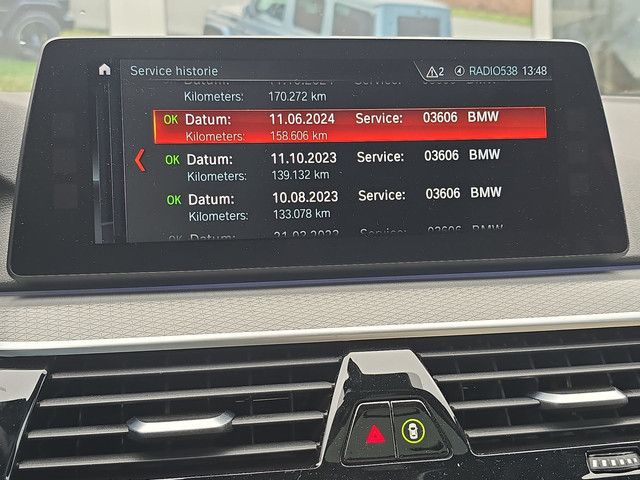 Service historie 2 RADIO538 13:48
Kilometers: 170.272 km
OK Datum: 11.06.2024 Service: 03606 BMW
Kilometers: 158.606 km
OK Datum: 11.10.2023 Service: 03606 BMW
Kilometers: 139.132 km
OK Datum: 10.08.2023 Service: 03606 BMW
Kilometers: 133.078 km